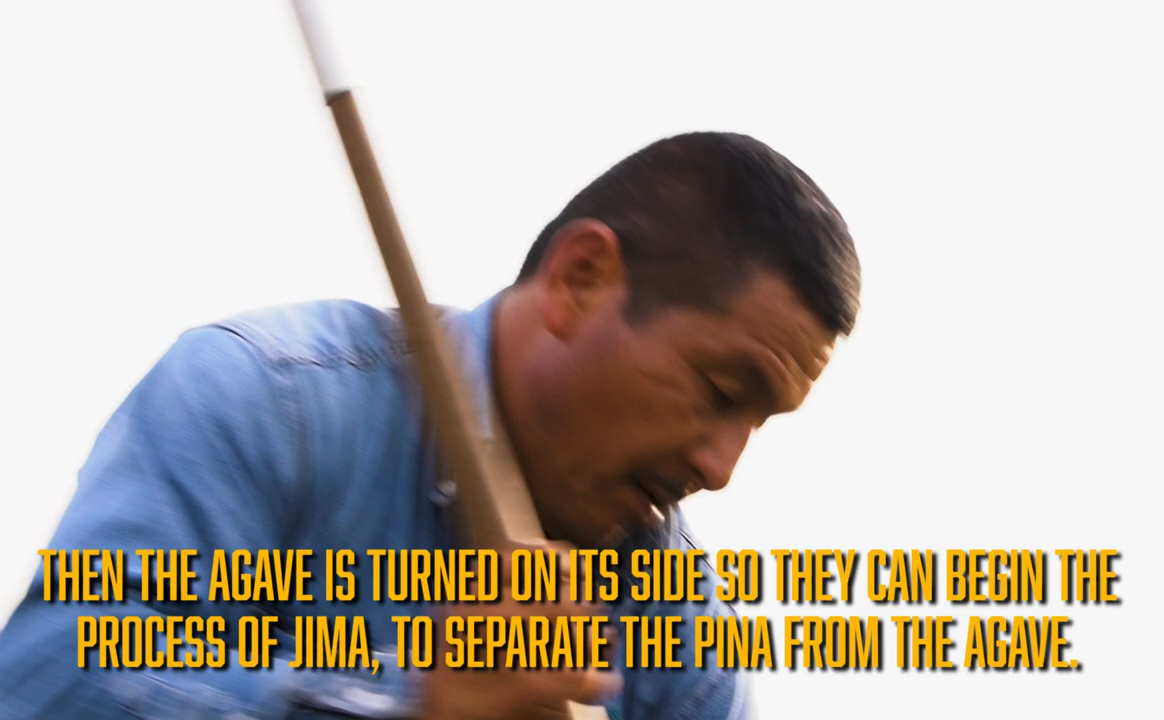 THEN THE AGAVE IS TURNED ON ITS SIDE SO THEY CAN BEGIN THE
PROCESS OF JIMA, TO SEPARATE THE PINA FROM THE AGAVE.